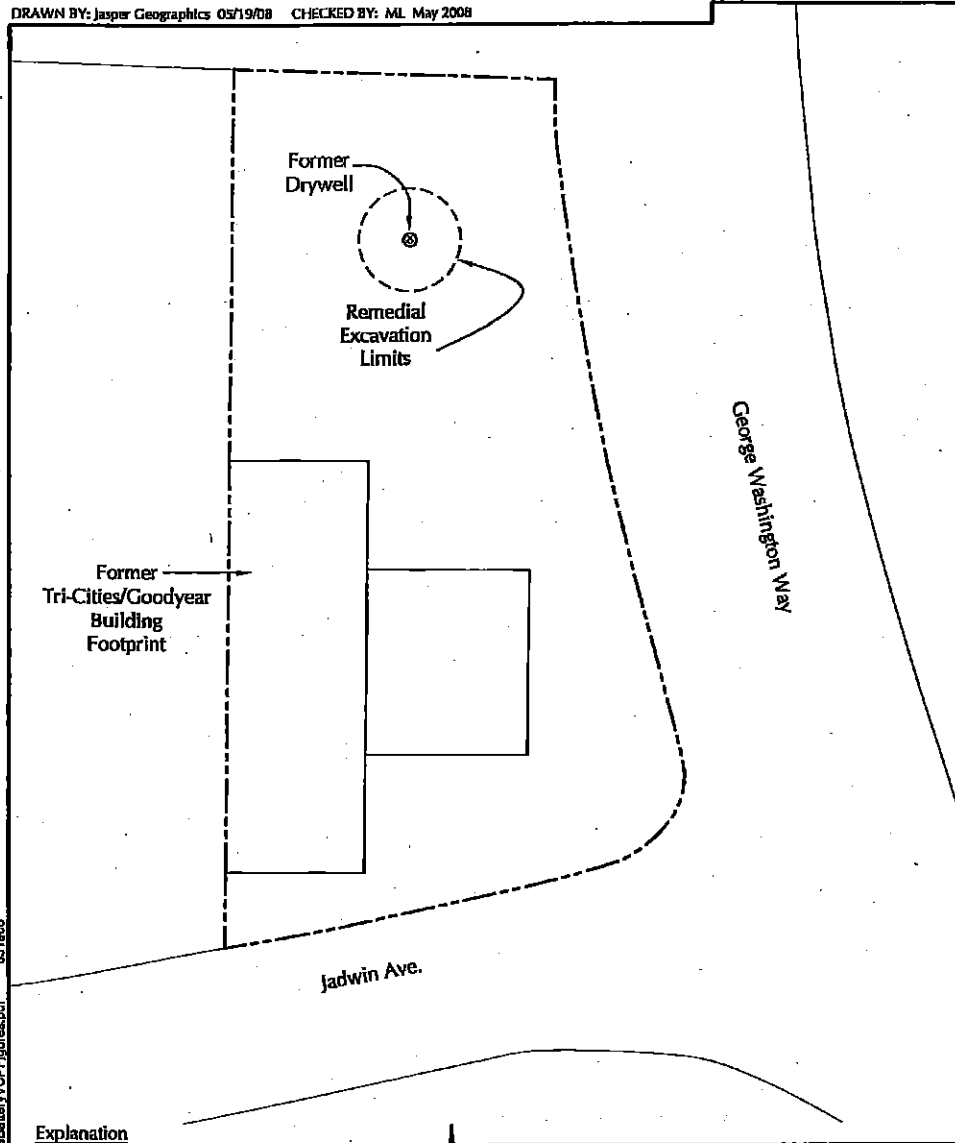 DRAWN BY: Jasper Geographics 05/19/08 CHECKED BY: ML May 2008
Former
Drywell
Remedial
Excavation
Limits
George Washington Way
Former
Tri-Cities/Goodyear
Building
Footprint
Jadwin Ave.
Explanation